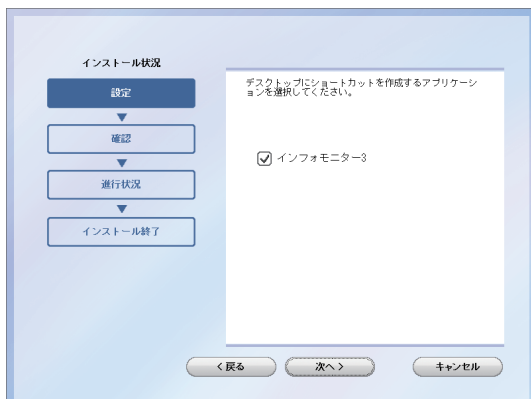 インストール状況
設定
確認
進行状況
インストール終了
デスクトップにショートカットを作成するアプリケーシ
ョンを選択してください。
インフォモニター3
< 戻る
次へ >
キャンセル